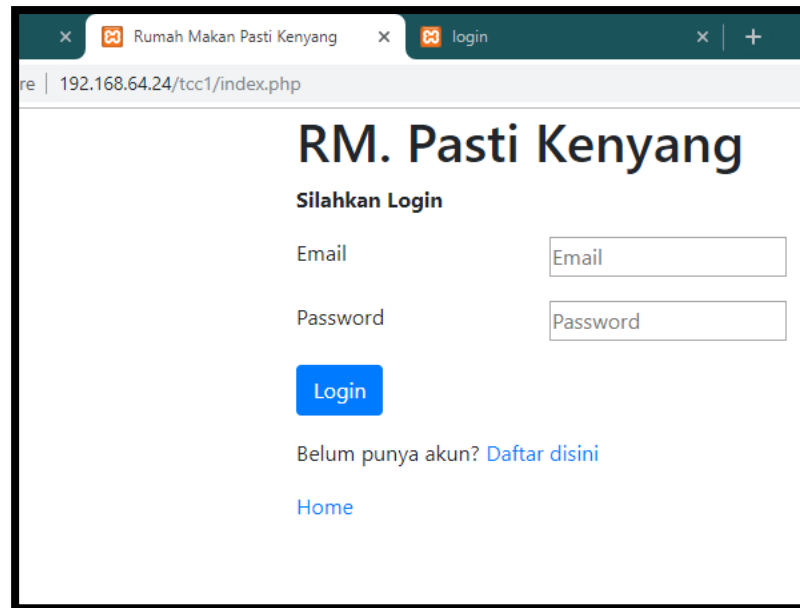 Rumah Makan Pasti Kenyang
login
re | 192.168.64.24/tcc1/index.php
RM. Pasti Kenyang
Silahkan Login
Email Email
Password Password
Login
Belum punya akun? Daftar disini
Home